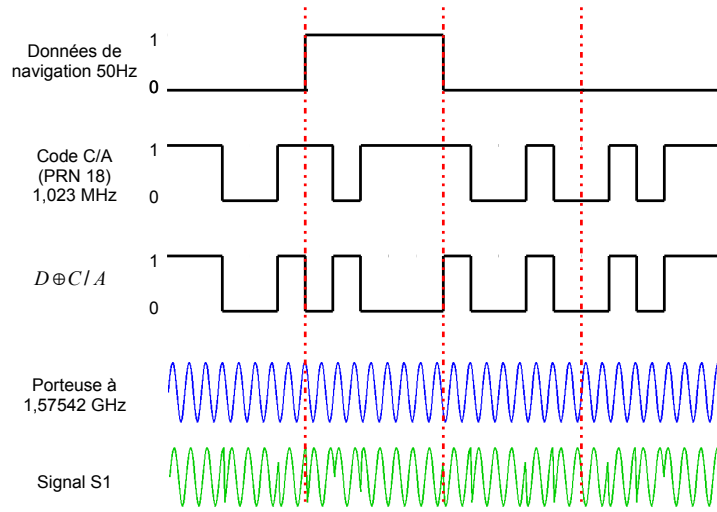 Données de
navigation 50Hz
1
0
Code C/A
(PRN 18)
1,023 MHz
1
0
D⊕C/A
1
0
Porteuse à
1,57542 GHz
Signal S1